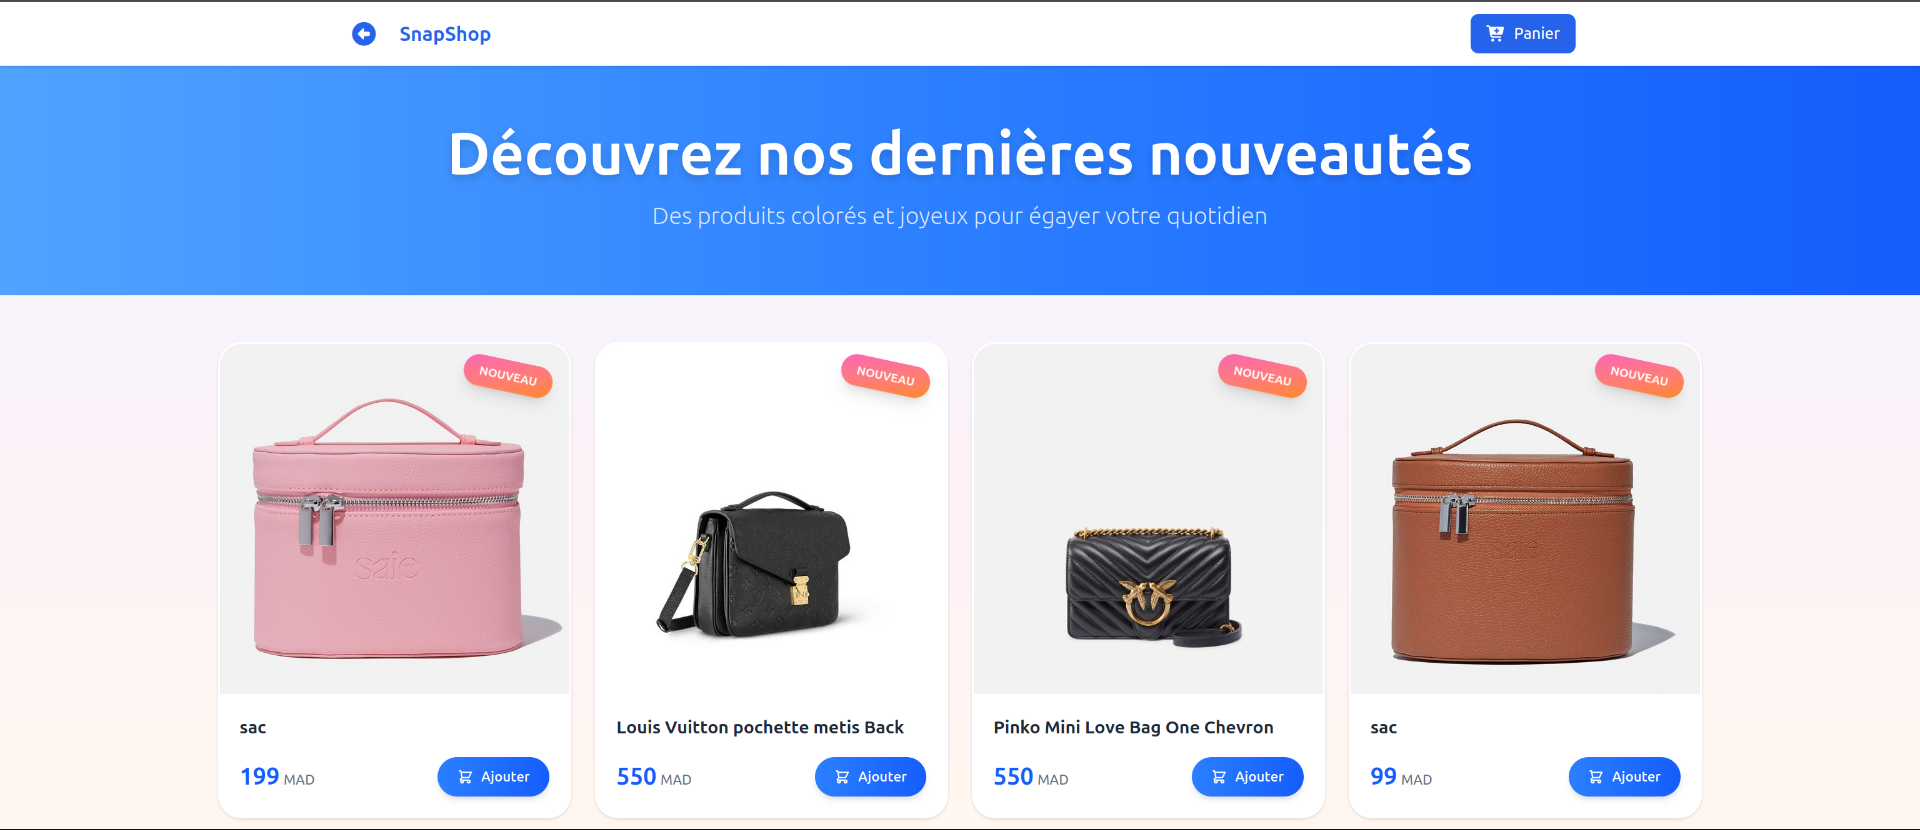 SnapShop
Panier
Découvrez nos dernières nouveautés
Des produits colorés et joyeux pour égayer votre quotidien
NOUVEAU
NOUVEAU
NOUVEAU
NOUVEAU
saie
saie
sac
Louis Vuitton pochette metis Back
Pinko Mini Love Bag One Chevron
sac
199 MAD
Ajouter
550 MAD
Ajouter
550 MAD
Ajouter
99 MAD
Ajouter